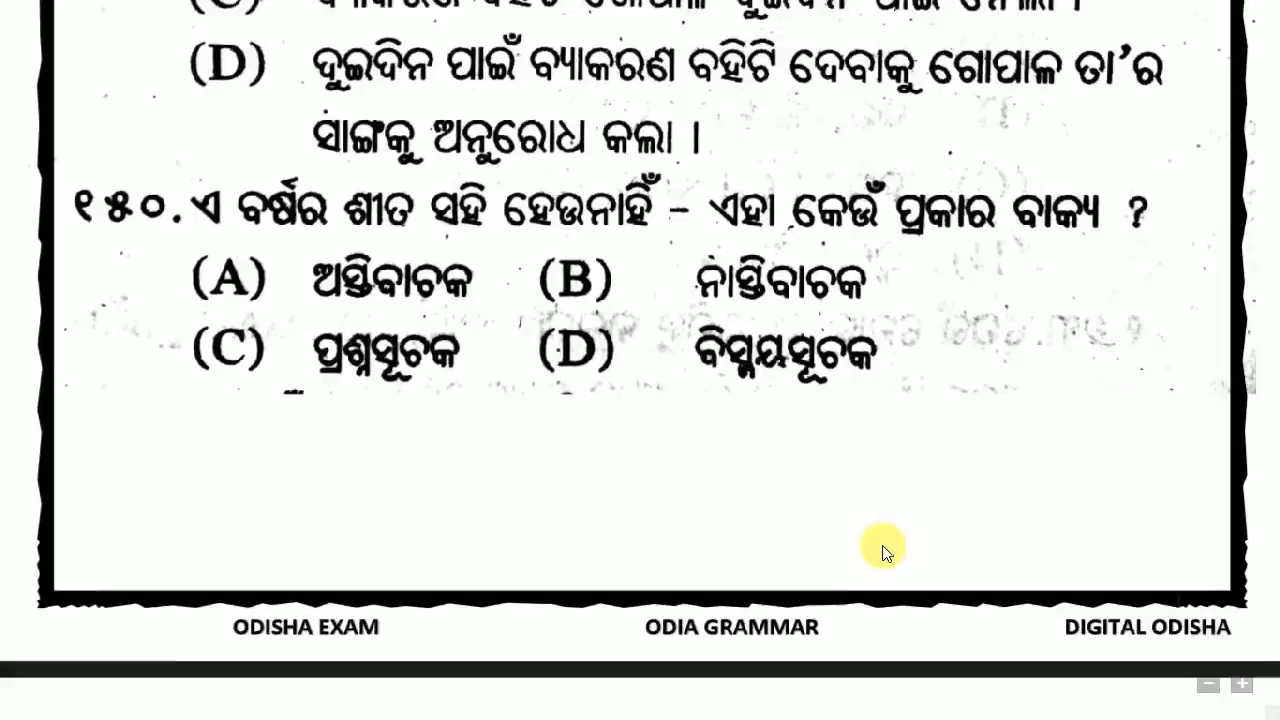 (D) ଦୁଇଦିନ ପାଇଁ ବ୍ୟାକରଣ ବହିଟି ଦେବାକୁ ଗୋପାଳ ତା’ର
ସାଙ୍ଗକୁ ଅନୁରୋଧ କଲା ।
୧୫୦. ଏ ବର୍ଷର ଶୀତ ସହି ହେଉନାହିଁ – ଏହା କେଉଁ ପ୍ରକାର ବାକ୍ୟ ?
(A) ଅସ୍ତିବାଚକ (B) ନାସ୍ତିବାଚକ
(C) ପ୍ରଶ୍ନସୂଚକ (D) ବିସ୍ମୟସୂଚକ
ODISHA EXAM ODIA GRAMMAR DIGITAL ODISHA